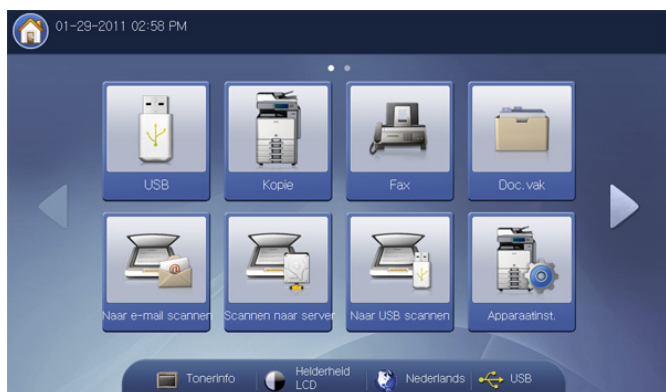 01-29-2011 02:58 PM
USB
Kopie
Fax
Doc.vak
Naar e-mail scannen
Scannen naar server
Naar USB scannen
Apparaatinst.
Tonerinfo
Helderheid
LCD
Nederlands
USB